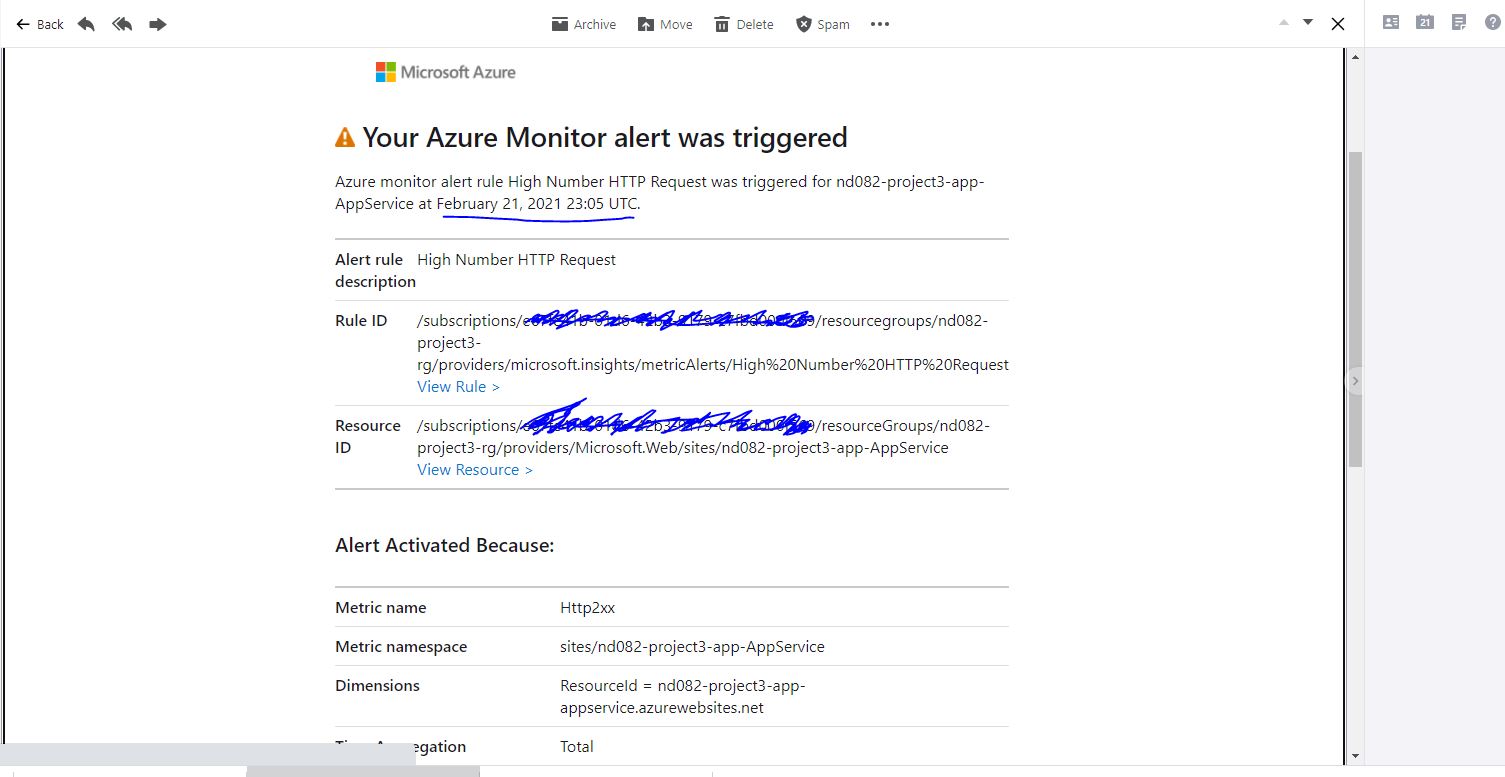 Back Archive Move Delete Spam
21
Microsoft Azure
Your Azure Monitor alert was triggered
Azure monitor alert rule High Number HTTP Request was triggered for nd082-project3-app-
AppService at February 21, 2021 23:05 UTC.
Alert rule High Number HTTP Request
description
Rule ID /subscriptions/ /resourcegroups/nd082-
project3-
rg/providers/microsoft.insights/metricAlerts/High%20Number%20HTTP%20Request
View Rule >
Resource /subscriptions/ /resourceGroups/nd082-
ID project3-rg/providers/Microsoft.Web/sites/nd082-project3-app-AppService
View Resource >
Alert Activated Because:
Metric name Http2xx
Metric namespace sites/nd082-project3-app-AppService
Dimensions ResourceId = nd082-project3-app-
appservice.azurewebsites.net
Total